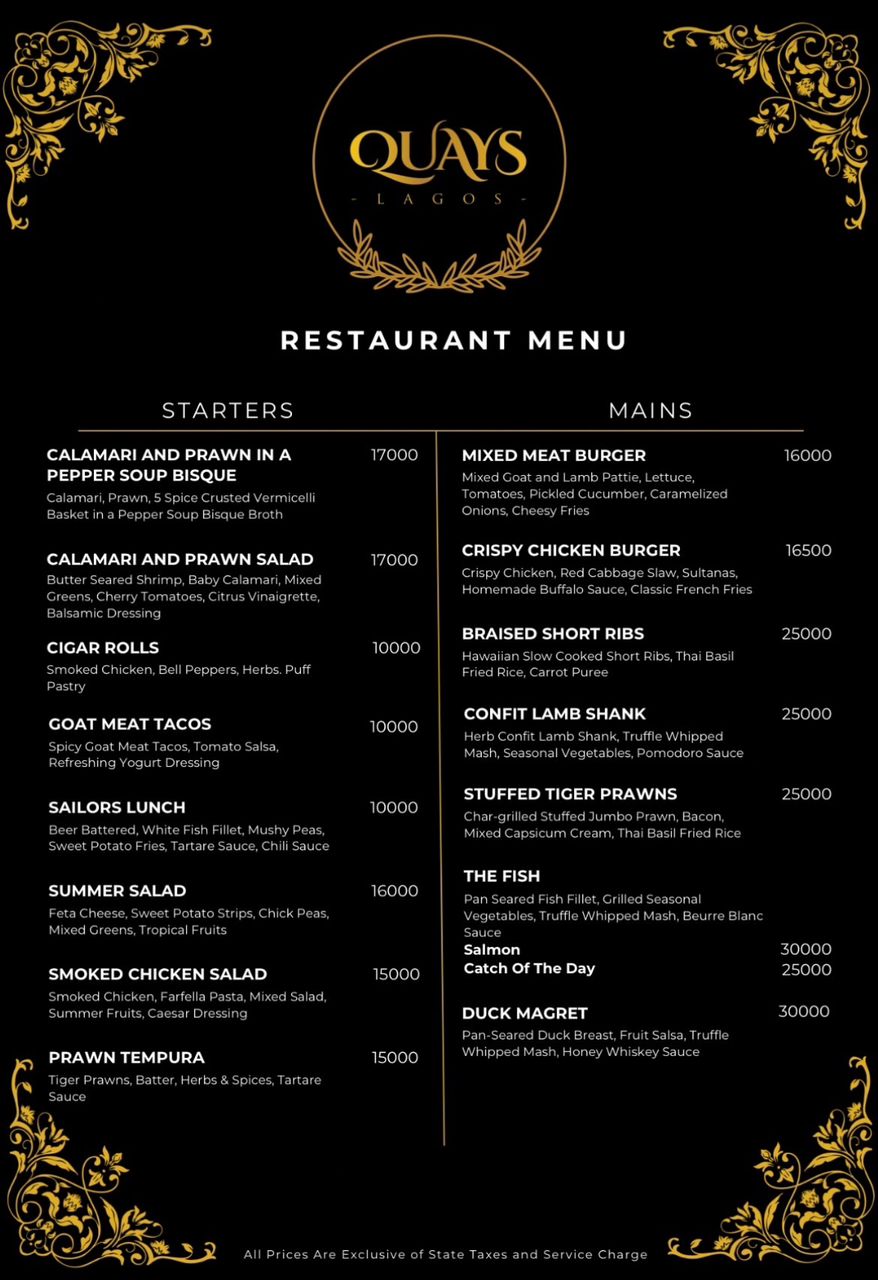 QUAYS
- LAGOS -
RESTAURANT MENU
STARTERS
CALAMARI AND PRAWN IN A 17000
PEPPER SOUP BISQUE
Calamari, Prawn, 5 Spice Crusted Vermicelli
Basket in a Pepper Soup Bisque Broth
CALAMARI AND PRAWN SALAD 17000
Butter Seared Shrimp, Baby Calamari, Mixed
Greens, Cherry Tomatoes, Citrus Vinaigrette,
Balsamic Dressing
CIGAR ROLLS 10000
Smoked Chicken, Bell Peppers, Herbs. Puff
Pastry
GOAT MEAT TACOS 10000
Spicy Goat Meat Tacos, Tomato Salsa,
Refreshing Yogurt Dressing
SAILORS LUNCH 10000
Beer Battered, White Fish Fillet, Mushy Peas,
Sweet Potato Fries, Tartare Sauce, Chili Sauce
SUMMER SALAD 16000
Feta Cheese, Sweet Potato Strips, Chick Peas,
Mixed Greens, Tropical Fruits
SMOKED CHICKEN SALAD 15000
Smoked Chicken, Farfella Pasta, Mixed Salad,
Summer Fruits, Caesar Dressing
PRAWN TEMPURA 15000
Tiger Prawns, Batter, Herbs & Spices, Tartare
Sauce
MAINS
MIXED MEAT BURGER 16000
Mixed Goat and Lamb Pattie, Lettuce,
Tomatoes, Pickled Cucumber, Caramelized
Onions, Cheesy Fries
CRISPY CHICKEN BURGER 16500
Crispy Chicken, Red Cabbage Slaw, Sultanas,
Homemade Buffalo Sauce, Classic French Fries
BRAISED SHORT RIBS 25000
Hawaiian Slow Cooked Short Ribs, Thai Basil
Fried Rice, Carrot Puree
CONFIT LAMB SHANK 25000
Herb Confit Lamb Shank, Truffle Whipped
Mash, Seasonal Vegetables, Pomodoro Sauce
STUFFED TIGER PRAWNS 25000
Char-grilled Stuffed Jumbo Prawn, Bacon,
Mixed Capsicum Cream, Thai Basil Fried Rice
THE FISH
Pan Seared Fish Fillet, Grilled Seasonal
Vegetables, Truffle Whipped Mash, Beurre Blanc
Sauce
Salmon 30000
Catch Of The Day 25000
DUCK MAGRET 30000
Pan-Seared Duck Breast, Fruit Salsa, Truffle
Whipped Mash, Honey Whiskey Sauce
All Prices Are Exclusive of State Taxes and Service Charge